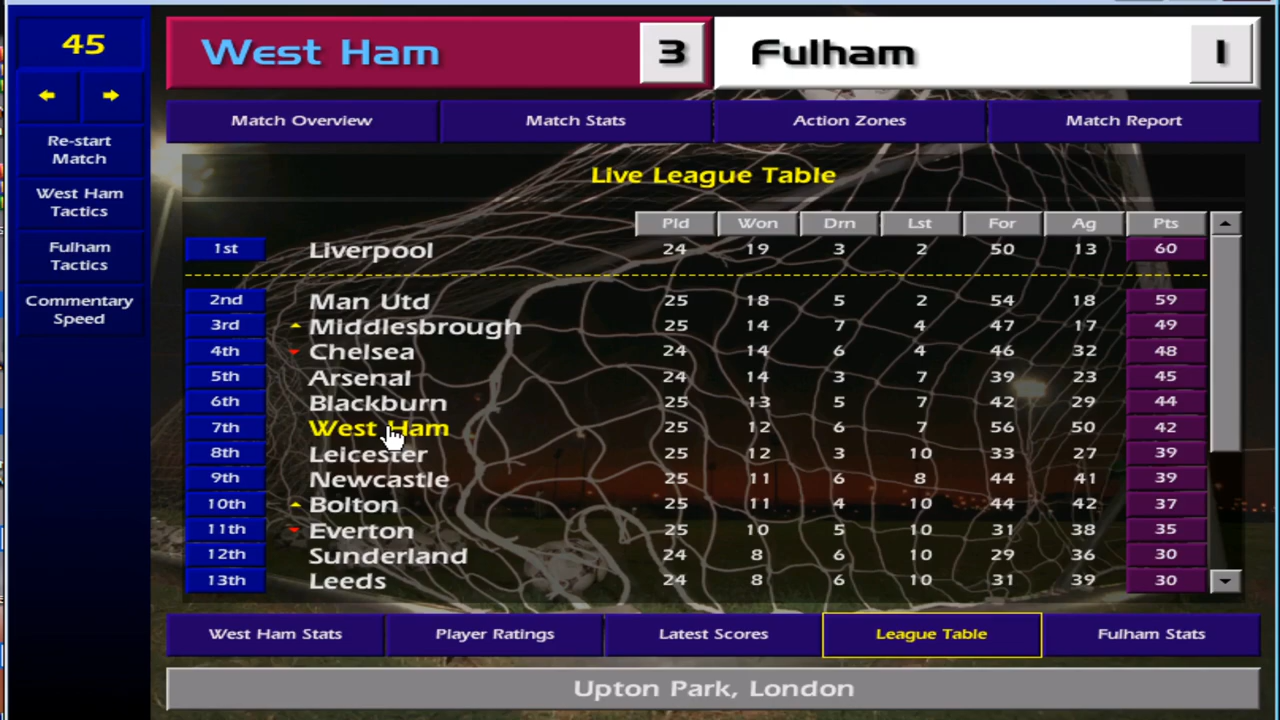 45
West Ham 3 Fulham 1
Match Overview Match Stats Action Zones Match Report
Re-start
Match
West Ham
Tactics
Fulham
Tactics
Commentary
Speed
Live League Table
Pld Won Drn Lst For Ag Pts
1st Liverpool 24 19 3 2 50 13 60
2nd Man Utd 25 18 5 2 54 18 59
3rd Middlesbrough 25 14 7 4 47 17 49
4th Chelsea 24 14 6 4 46 32 48
5th Arsenal 24 14 3 7 39 23 45
6th Blackburn 25 13 5 7 42 29 44
7th West Ham 25 12 6 7 56 50 42
8th Leicester 25 12 3 10 33 27 39
9th Newcastle 25 11 6 8 44 41 39
10th Bolton 25 11 4 10 44 42 37
11th Everton 25 10 5 10 31 38 35
12th Sunderland 24 8 6 10 29 36 30
13th Leeds 24 8 6 10 31 39 30
West Ham Stats Player Ratings Latest Scores League Table Fulham Stats
Upton Park, London